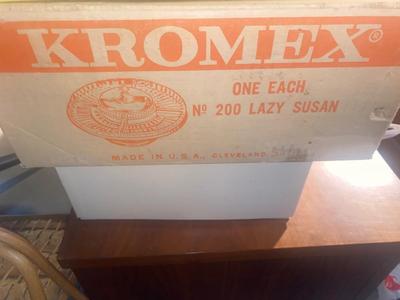 KROMEX®
ONE EACH
Nº 200 LAZY SUSAN
MADE IN U.S.A., CLEVELAND,